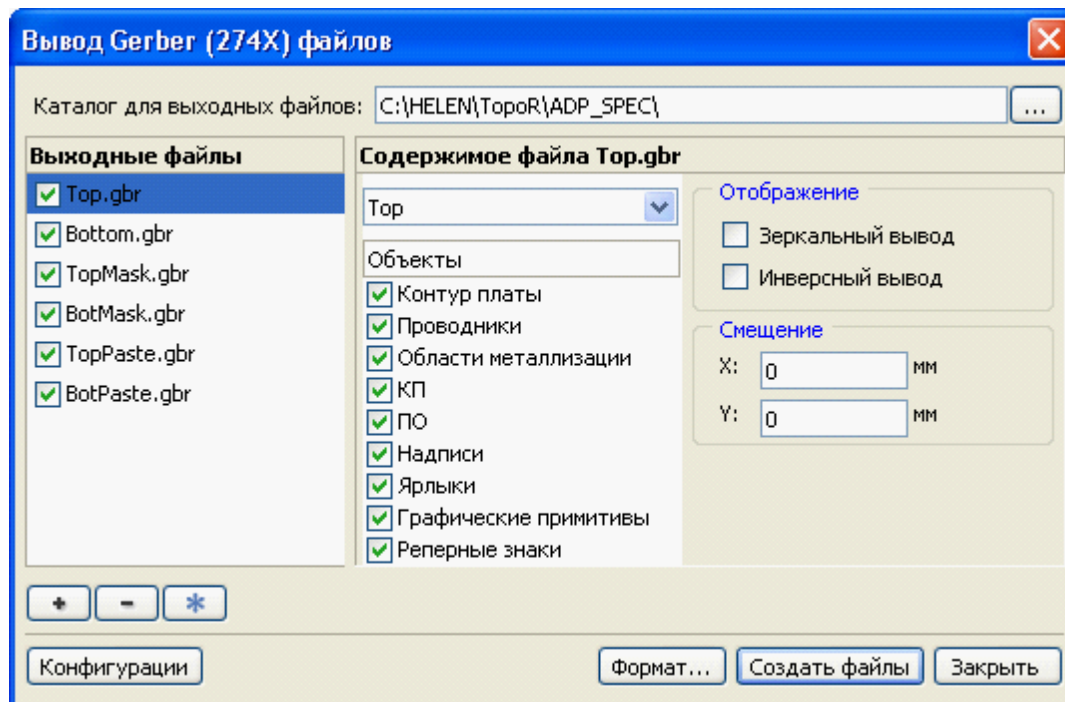 Вывод Gerber (274X) файлов
Каталог для выходных файлов: C:\HELEN\TopoR\ADP_SPEC\ ...
Выходные файлы
Top.gbr
Bottom.gbr
TopMask.gbr
BotMask.gbr
TopPaste.gbr
BotPaste.gbr
Содержимое файла Top.gbr
Top
Объекты
Контур платы
Проводники
Области металлизации
КП
ПО
Надписи
Ярлыки
Графические примитивы
Реперные знаки
Отображение
Зеркальный вывод
Инверсный вывод
Смещение
X: 0 мм
Y: 0 мм
+ - *
Конфигурации Формат... Создать файлы Закрыть